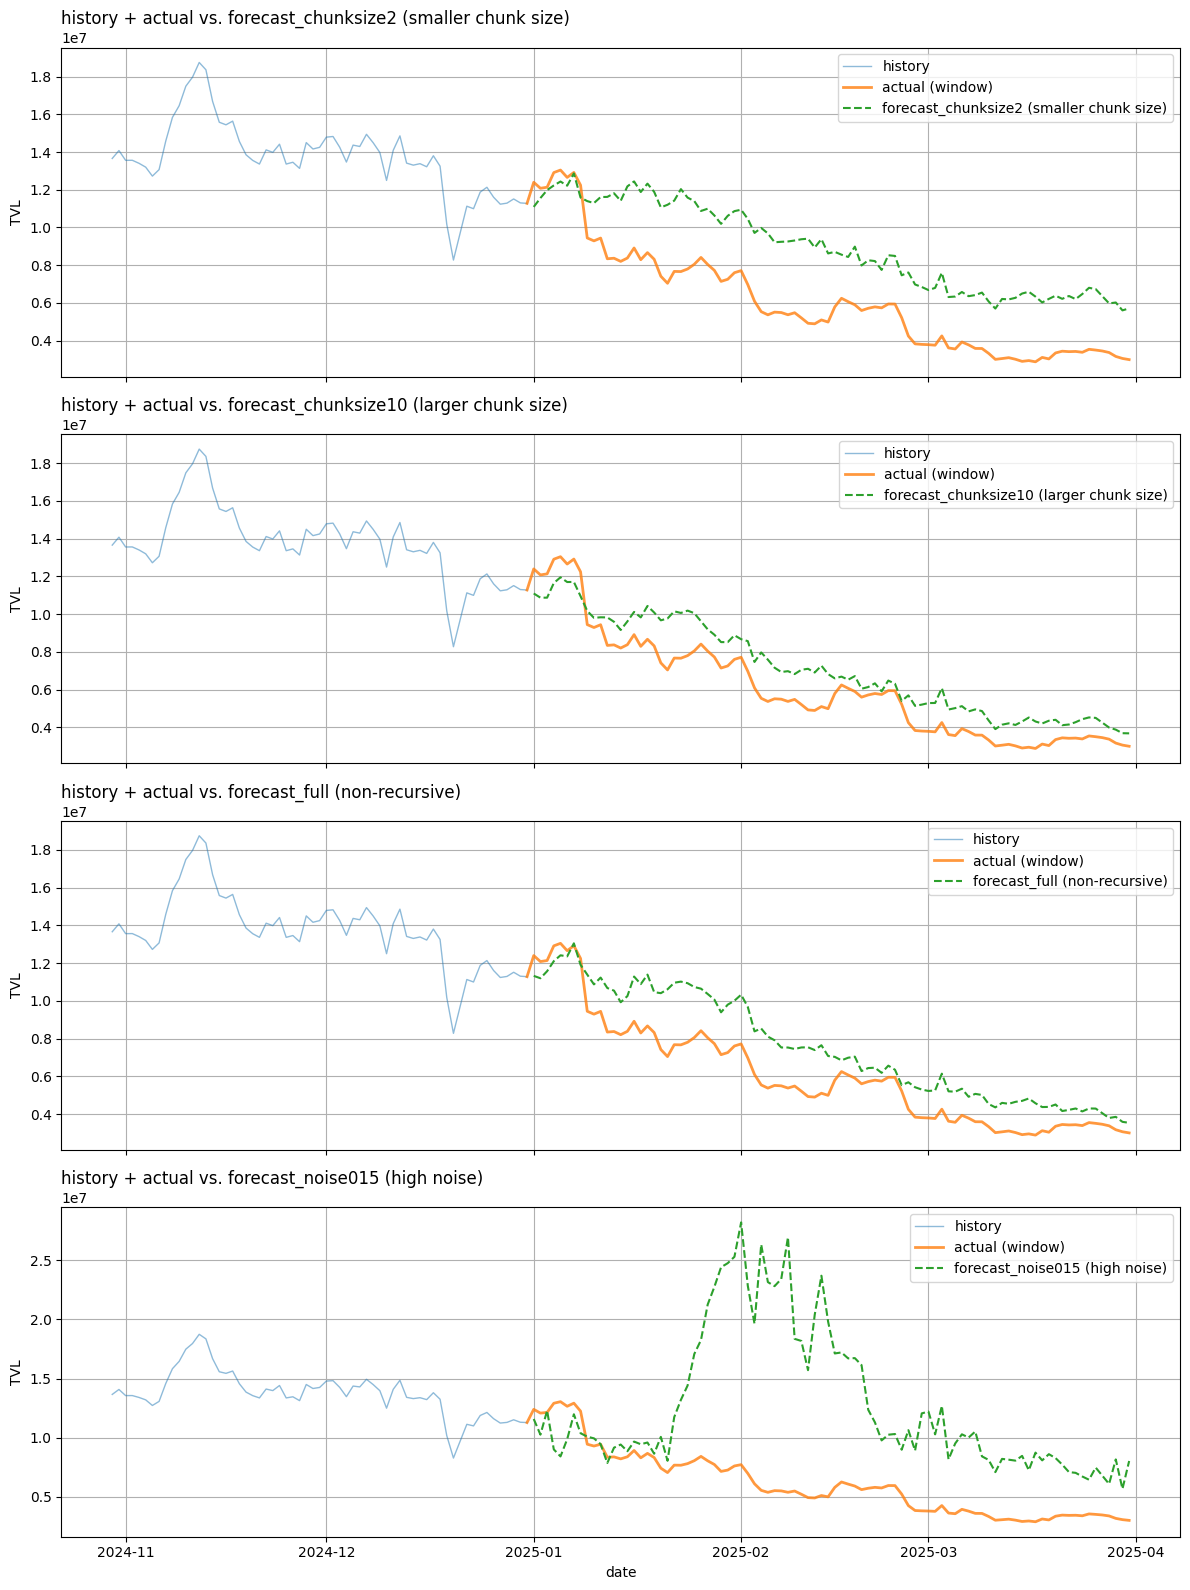 history + actual vs. forecast_chunksize2 (smaller chunk size)
1e7
history
actual (window)
forecast_chunksize2 (smaller chunk size)
1.8
1.6
1.4
1.2
1.0
0.8
0.6
0.4
TVL
history + actual vs. forecast_chunksize10 (larger chunk size)
1e7
history
actual (window)
forecast_chunksize10 (larger chunk size)
1.8
1.6
1.4
1.2
1.0
0.8
0.6
0.4
TVL
history + actual vs. forecast_full (non-recursive)
1e7
history
actual (window)
forecast_full (non-recursive)
1.8
1.6
1.4
1.2
1.0
0.8
0.6
0.4
TVL
history + actual vs. forecast_noise015 (high noise)
1e7
history
actual (window)
forecast_noise015 (high noise)
2.5
2.0
1.5
1.0
0.5
TVL
2024-11 2024-12 2025-01 2025-02 2025-03 2025-04
date